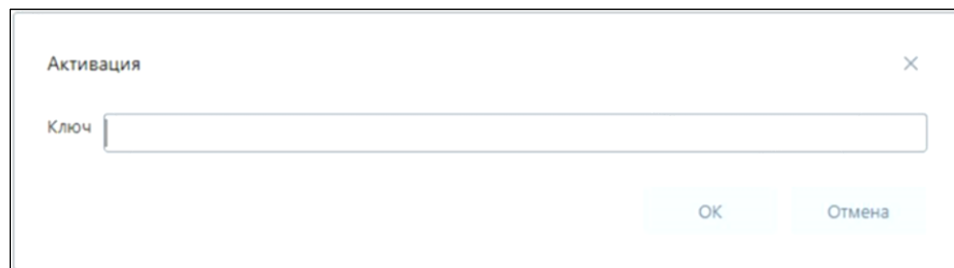 Активация
Ключ
ОК
Отмена